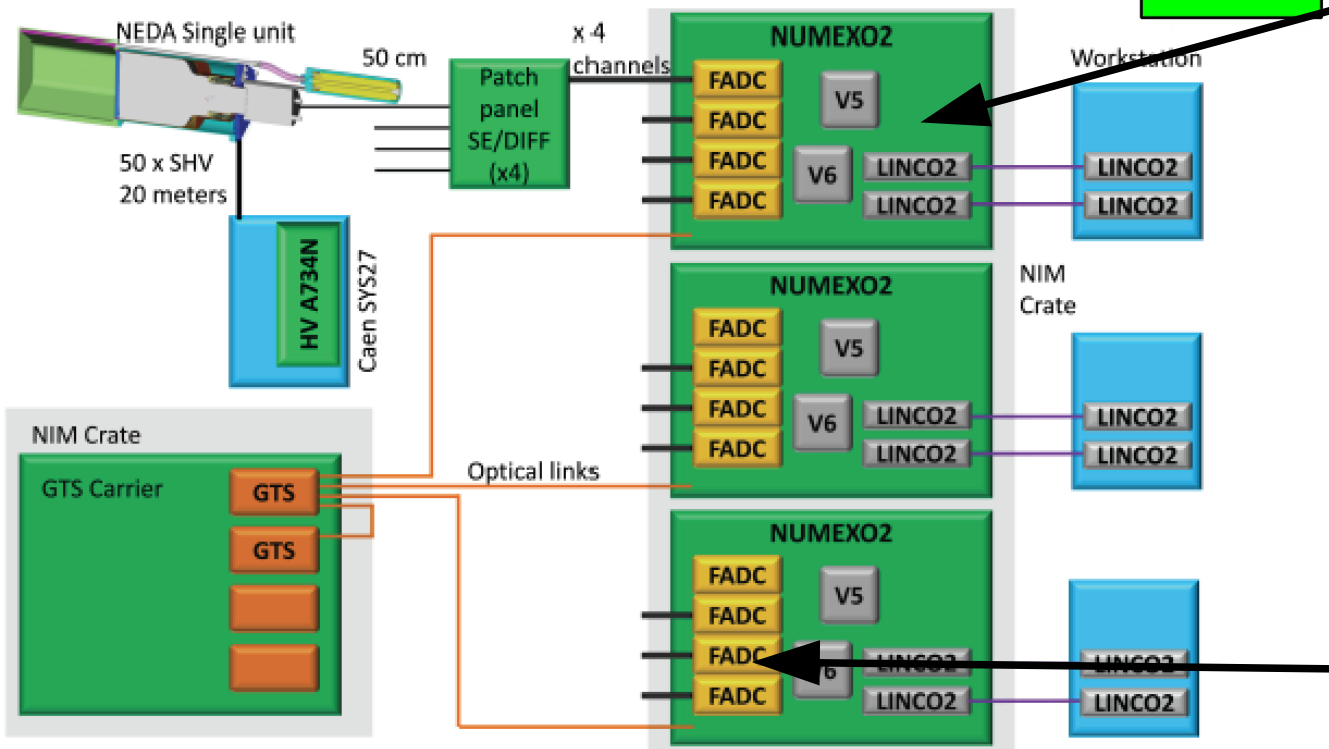 NEDA Single unit
50 cm
x 4
channels
Patch
panel
SE/DIFF
(x4)
50 x SHV
20 meters
HV A734N
Caen SYS27
NUMEXO2
FADC
FADC
FADC
FADC
V5
V6
LINCO2
LINCO2
Workstation
LINCO2
LINCO2
NUMEXO2
FADC
FADC
FADC
FADC
V5
V6
LINCO2
LINCO2
NIM
Crate
LINCO2
LINCO2
NIM Crate
GTS Carrier
GTS
GTS
Optical links
NUMEXO2
FADC
FADC
FADC
FADC
V5
V6
LINCO2
LINCO2
LINCO2
LINCO2